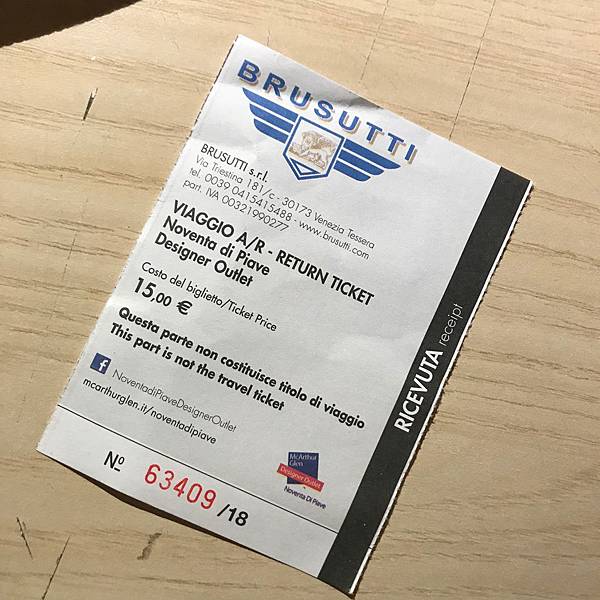 BRUSUTTI
BRUSUTTI s.r.l.
Via Triestina 181/c - 30173 Venezia Tessera
tel. 0039 0415415488 - www.brusutti.com
part. IVA 00321990277
VIAGGIO A/R - RETURN TICKET
Noventa di Piave
Designer Outlet
Costo del biglietto/Ticket Price
15,00 €
Questa parte non costituisce titolo di viaggio
This part is not the travel ticket
f NoventadiPiaveDesignerOutlet
mcarthurglen.it/noventadipiave
McArthur
Glen
Designer Outlet
Noventa Di Piave
Nº 63409 /18
RICEVUTA receipt